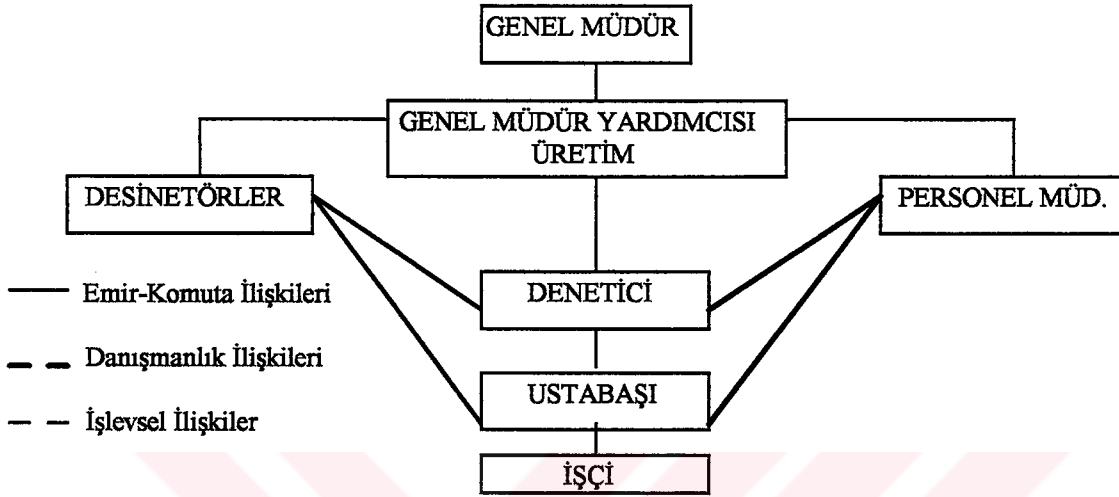 GENEL MÜDÜR
GENEL MÜDÜR YARDIMCISI
ÜRETİM
DESİNETÖRLER
PERSONEL MÜD.
DENETİCİ
Emir-Komuta İlişkileri
Danışmanlık İlişkileri
USTABAŞI
İşlevsel İlişkiler
İŞÇİ